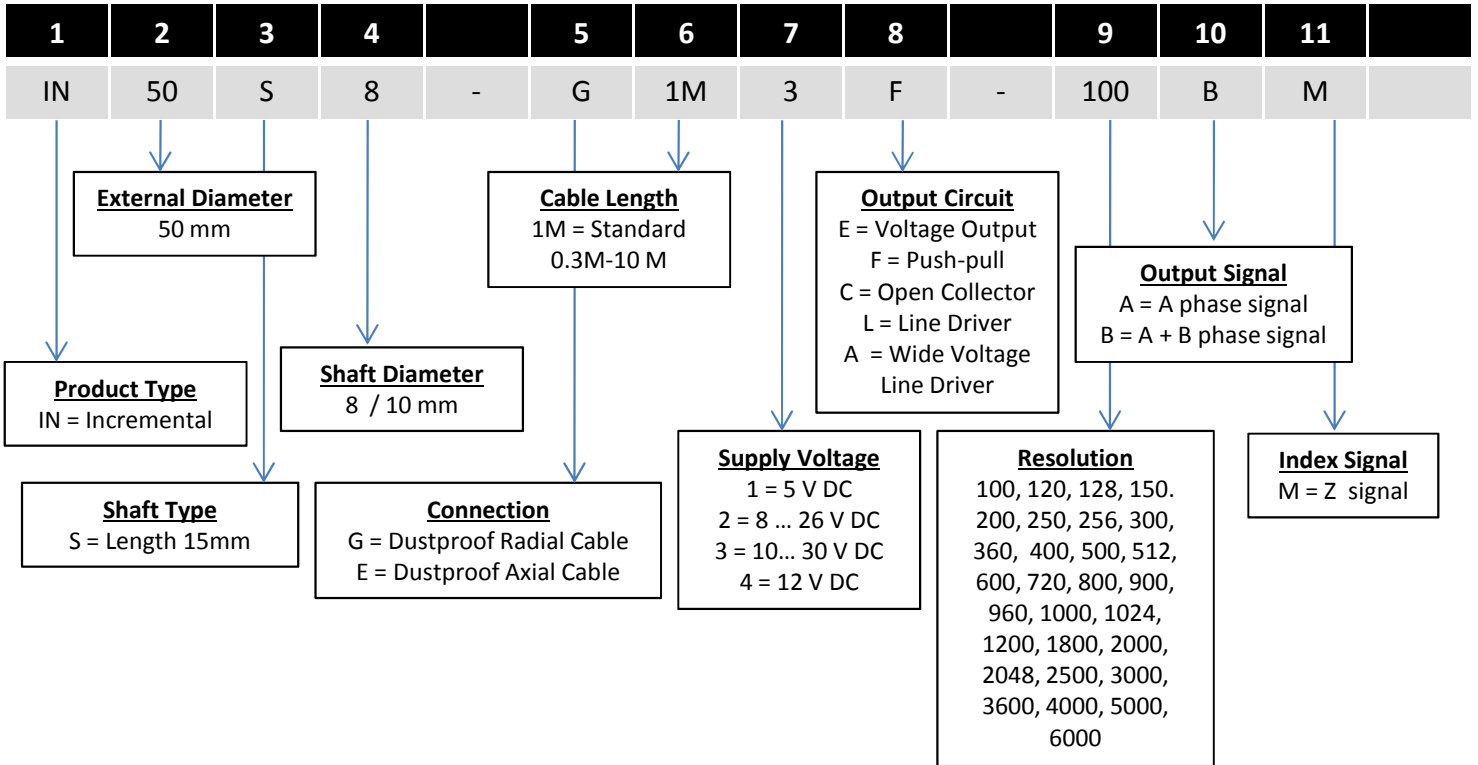 1 2 3 4 5 6 7 8 9 10 11
IN 50 S 8 - G 1M 3 F - 100 B M
External Diameter
50 mm
Cable Length
1M = Standard
0.3M-10 M
Output Circuit
E = Voltage Output
F = Push-pull
C = Open Collector
L = Line Driver
A = Wide Voltage
Line Driver
Output Signal
A = A phase signal
B = A + B phase signal
Product Type
IN = Incremental
Shaft Diameter
8 / 10 mm
Shaft Type
S = Length 15mm
Connection
G = Dustproof Radial Cable
E = Dustproof Axial Cable
Supply Voltage
1 = 5 V DC
2 = 8 ... 26 V DC
3 = 10... 30 V DC
4 = 12 V DC
Resolution
100, 120, 128, 150.
200, 250, 256, 300,
360, 400, 500, 512,
600, 720, 800, 900,
960, 1000, 1024,
1200, 1800, 2000,
2048, 2500, 3000,
3600, 4000, 5000,
6000
Index Signal
M = Z signal